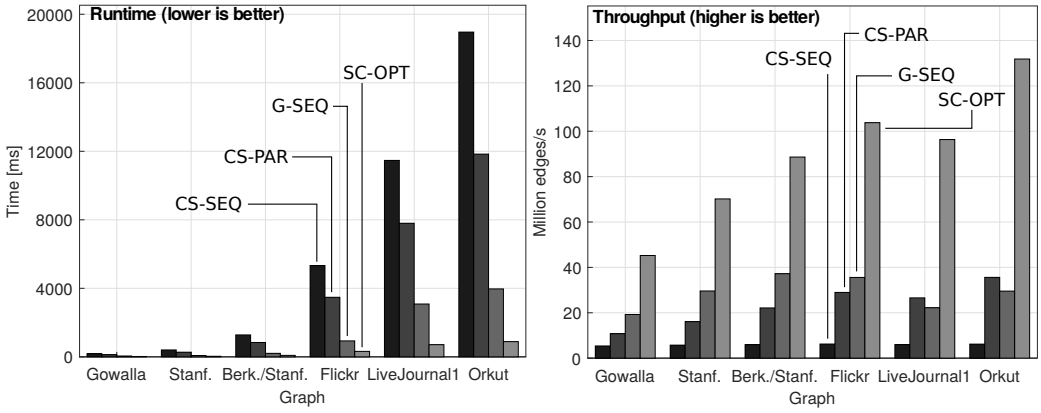 Runtime (lower is better)
20000
16000
12000
8000
4000
0
Time [ms]
SC-OPT
G-SEQ
CS-PAR
CS-SEQ
Gowalla Stanf. Berk./Stanf. Flickr LiveJournal1 Orkut
Graph
Throughput (higher is better)
140
120
100
80
60
40
20
0
Million edges/s
CS-PAR
CS-SEQ
G-SEQ
SC-OPT
Gowalla Stanf. Berk./Stanf. Flickr LiveJournal1 Orkut
Graph